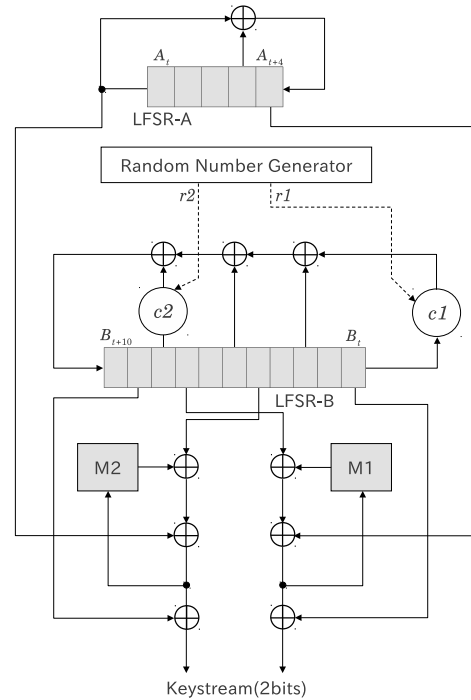 A_t A_{t+4}
LFSR-A
Random Number Generator
r2 r1
c2 c1
B_{t+10} B_t
LFSR-B
M2 M1
Keystream(2bits)